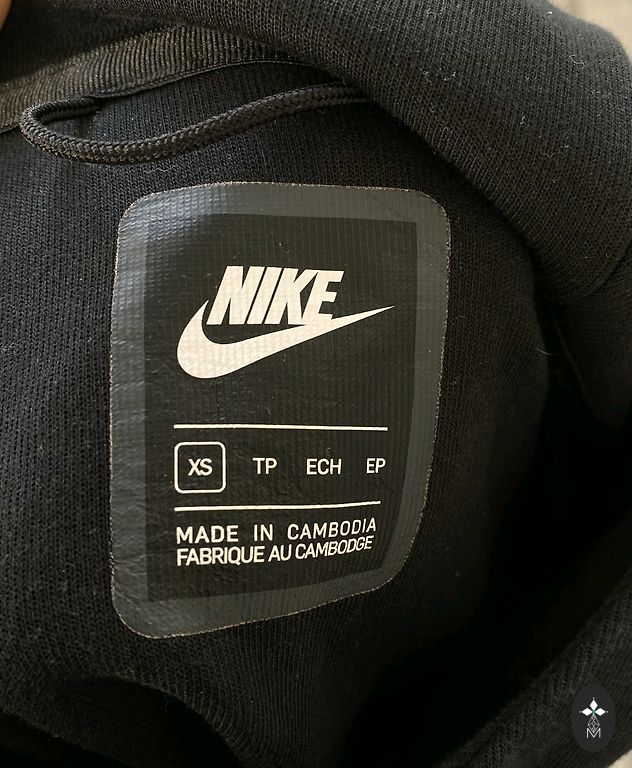 NIKE
XS TP ECH EP
MADE IN CAMBODIA
FABRIQUE AU CAMBODGE
M